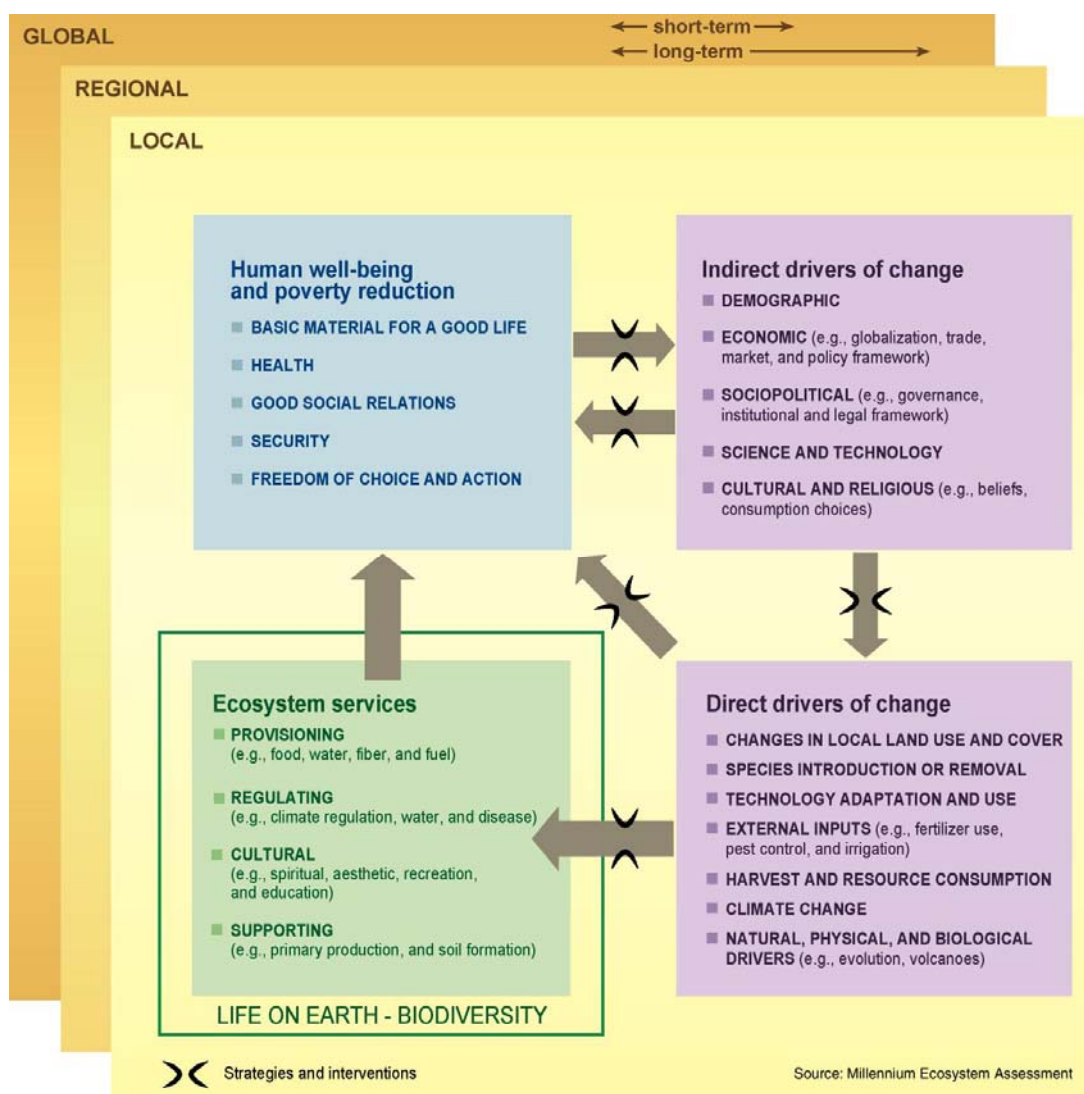 GLOBAL
short-term
long-term
REGIONAL
LOCAL
Human well-being
and poverty reduction
BASIC MATERIAL FOR A GOOD LIFE
HEALTH
GOOD SOCIAL RELATIONS
SECURITY
FREEDOM OF CHOICE AND ACTION
Indirect drivers of change
DEMOGRAPHIC
ECONOMIC (e.g., globalization, trade,
market, and policy framework)
SOCIOPOLITICAL (e.g., governance,
institutional and legal framework)
SCIENCE AND TECHNOLOGY
CULTURAL AND RELIGIOUS (e.g., beliefs,
consumption choices)
Ecosystem services
PROVISIONING
(e.g., food, water, fiber, and fuel)
REGULATING
(e.g., climate regulation, water, and disease)
CULTURAL
(e.g., spiritual, aesthetic, recreation,
and education)
SUPPORTING
(e.g., primary production, and soil formation)
LIFE ON EARTH - BIODIVERSITY
Direct drivers of change
CHANGES IN LOCAL LAND USE AND COVER
SPECIES INTRODUCTION OR REMOVAL
TECHNOLOGY ADAPTATION AND USE
EXTERNAL INPUTS (e.g., fertilizer use,
pest control, and irrigation)
HARVEST AND RESOURCE CONSUMPTION
CLIMATE CHANGE
NATURAL, PHYSICAL, AND BIOLOGICAL
DRIVERS (e.g., evolution, volcanoes)
Strategies and interventions
Source: Millennium Ecosystem Assessment